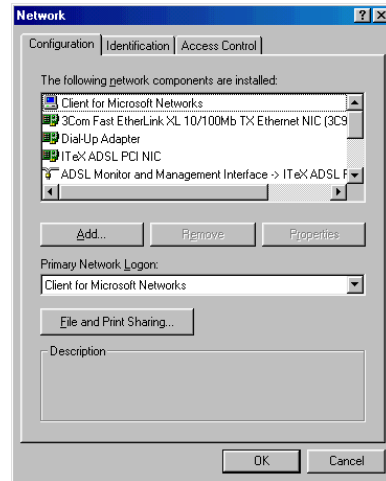 Network
Configuration
Identification
Access Control
The following network components are installed:
Client for Microsoft Networks
3Com Fast EtherLink XL 10/100Mb TX Ethernet NIC (3C9
Dial-Up Adapter
ITeX ADSL PCI NIC
ADSL Monitor and Management Interface -> ITeX ADSL F
Add...
Remove
Properties
Primary Network Logon:
Client for Microsoft Networks
File and Print Sharing...
Description
OK
Cancel